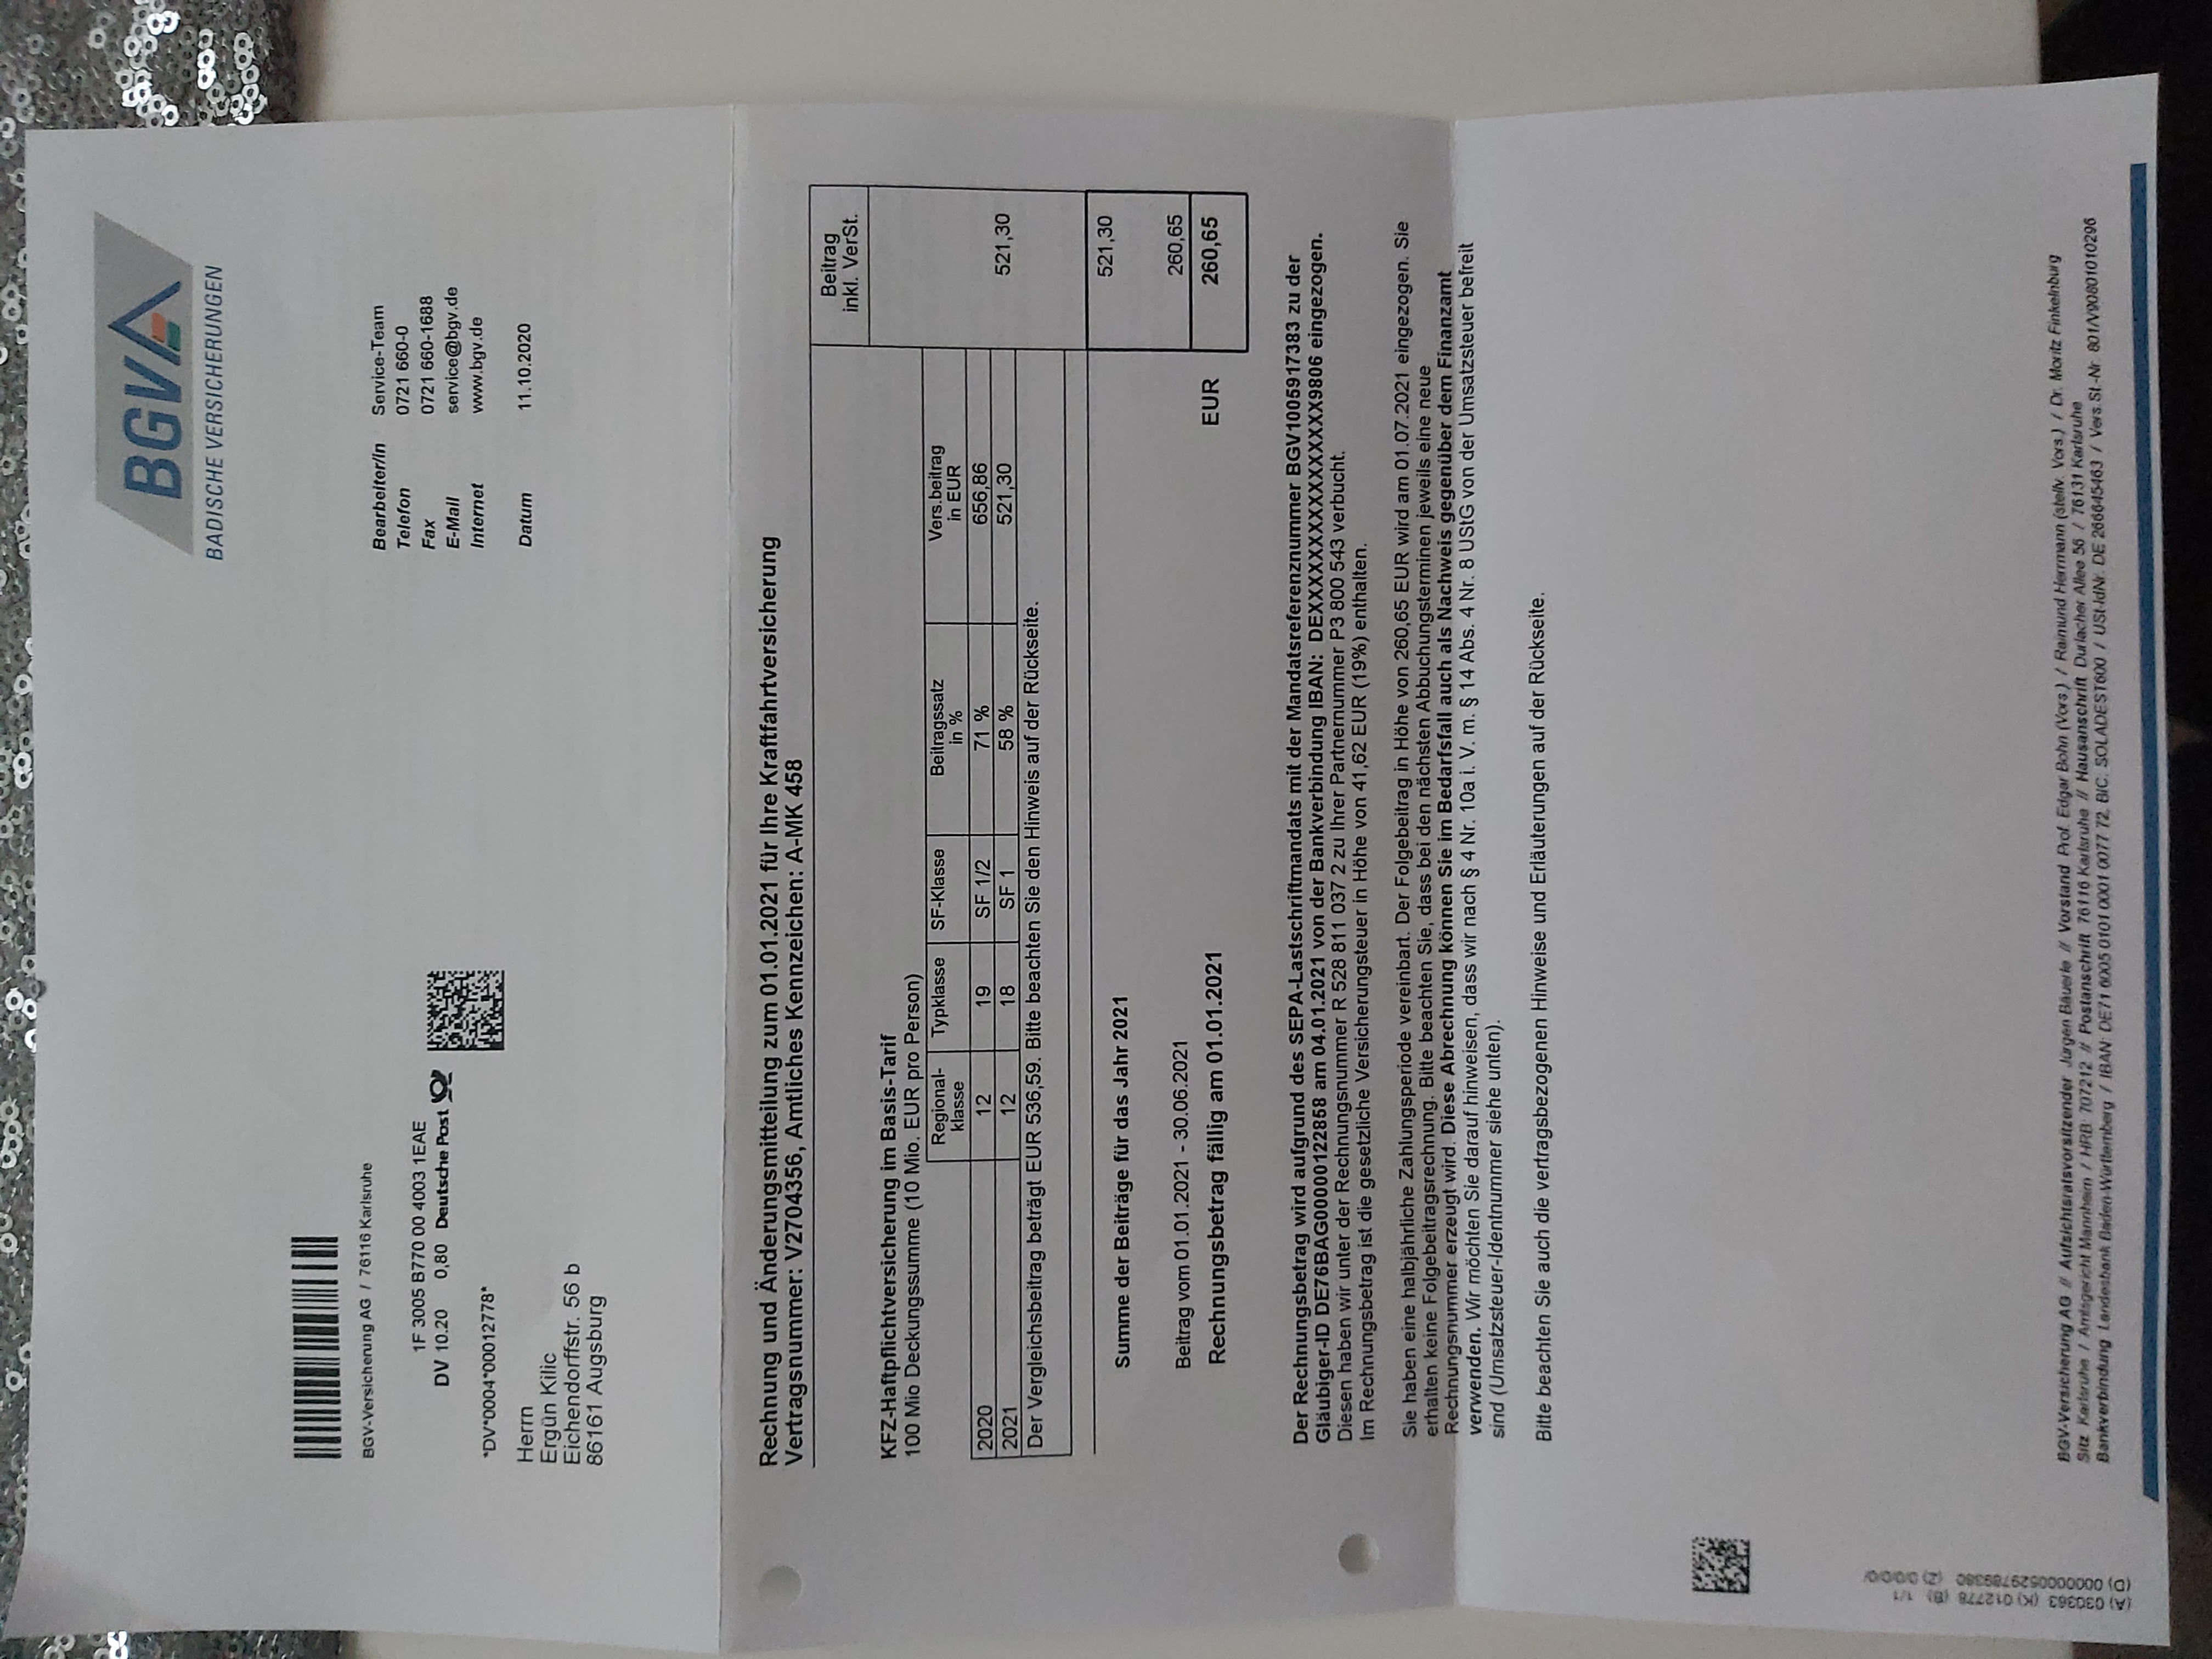 BGV
BADISCHE VERSICHERUNGEN
BGV-Versicherung AG / 76116 Karlsruhe
1F 3005 B770 00 4003 1EAE
DV 10.20 0,80 Deutsche Post
*DV*0004*00012778*
Herrn
Ergün Kilic
Eichendorffstr. 56 b
86161 Augsburg
Bearbeiter/in Service-Team
Telefon 0721 660-0
Fax 0721 660-1688
E-Mail service@bgv.de
Internet www.bgv.de
Datum 11.10.2020
Rechnung und Änderungsmitteilung zum 01.01.2021 für Ihre Kraftfahrtversicherung
Vertragsnummer: V2704356, Amtliches Kennzeichen: A-MK 458
Beitrag
inkl. VerSt.
KFZ-Haftpflichtversicherung im Basis-Tarif
100 Mio Deckungssumme (10 Mio. EUR pro Person)
Regional- Typklasse SF-Klasse Beitragssatz Vers.beitrag
klasse in % in EUR
2020 12 19 SF 1/2 71 % 656,86
2021 12 18 SF 1 58 % 521,30 521,30
Der Vergleichsbeitrag beträgt EUR 536,59. Bitte beachten Sie den Hinweis auf der Rückseite.
Summe der Beiträge für das Jahr 2021 521,30
Beitrag vom 01.01.2021 - 30.06.2021 260,65
Rechnungsbetrag fällig am 01.01.2021 EUR 260,65
Der Rechnungsbetrag wird aufgrund des SEPA-Lastschriftmandats mit der Mandatsreferenznummer BGV1005917383 zu der
Gläubiger-ID DE76BAG00000122858 am 04.01.2021 von der Bankverbindung IBAN: DEXXXXXXXXXXXXXXXX9806 eingezogen.
Diesen haben wir unter der Rechnungsnummer R 528 811 037 2 zu Ihrer Partnernummer P3 800 543 verbucht.
Im Rechnungsbetrag ist die gesetzliche Versicherungsteuer in Höhe von 41,62 EUR (19%) enthalten.
Sie haben eine halbjährliche Zahlungsperiode vereinbart. Der Folgebeitrag in Höhe von 260,65 EUR wird am 01.07.2021 eingezogen. Sie
erhalten keine Folgebeitragsrechnung. Bitte beachten Sie, dass bei den nächsten Abbuchungsterminen jeweils eine neue
Rechnungsnummer erzeugt wird. Diese Abrechnung können Sie im Bedarfsfall auch als Nachweis gegenüber dem Finanzamt
verwenden. Wir möchten Sie darauf hinweisen, dass wir nach § 4 Nr. 10a i. V. m. § 14 Abs. 4 Nr. 8 UStG von der Umsatzsteuer befreit
sind (Umsatzsteuer-Identnummer siehe unten).
Bitte beachten Sie auch die vertragsbezogenen Hinweise und Erläuterungen auf der Rückseite.
(A) 030363 (K) 012778 (B) 1/1
BGV-Versicherung AG // Aufsichtsratsvorsitzender Jürgen Bäuerle // Vorstand Prof. Edgar Bohn (Vors.) / Raimund Herrmann (stellv. Vors.) / Dr. Moritz Finkelnburg
Sitz Karlsruhe / Amtsgericht Mannheim / HRB: 707212 // Postanschrift 76116 Karlsruhe // Hausanschrift Durlacher Allee 56 / 76131 Karlsruhe
Bankverbindung Landesbank Baden-Württemberg / IBAN: DE71 6005 0101 0001 0077 72, BIC: SOLADEST600 / USt-IdNr. DE 266645463 / Vers.St.-Nr. 801/V90801010296